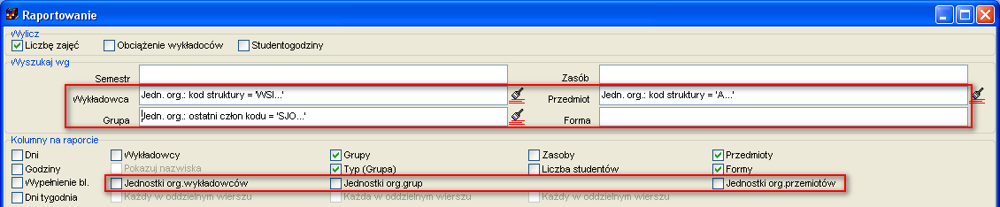 Raportowanie
Wylicz
Liczbę zajęć Obciążenie wykładoców Studentogodziny
Wyszukaj wg
Semestr Zasób
Wykładowca Jedn. org.: kod struktury = 'WSI...' Przedmiot Jedn. org.: kod struktury = 'A...'
Grupa Jedn. org.: ostatni człon kodu = 'SJO...' Forma
Kolumny na raporcie
Dni Wykładowcy Grupy Zasoby Przedmioty
Godziny Pokazuj nazwiska Typ (Grupa) Liczba studentów Formy
Wypełnienie bl. Jednostki org.wykładowców Jednostki org.grup Jednostki org.przemiotów
Dni tygodnia Każda w oddzielnym wierszu Każda w oddzielnym wierszu Każdy w oddzielnym wierszu